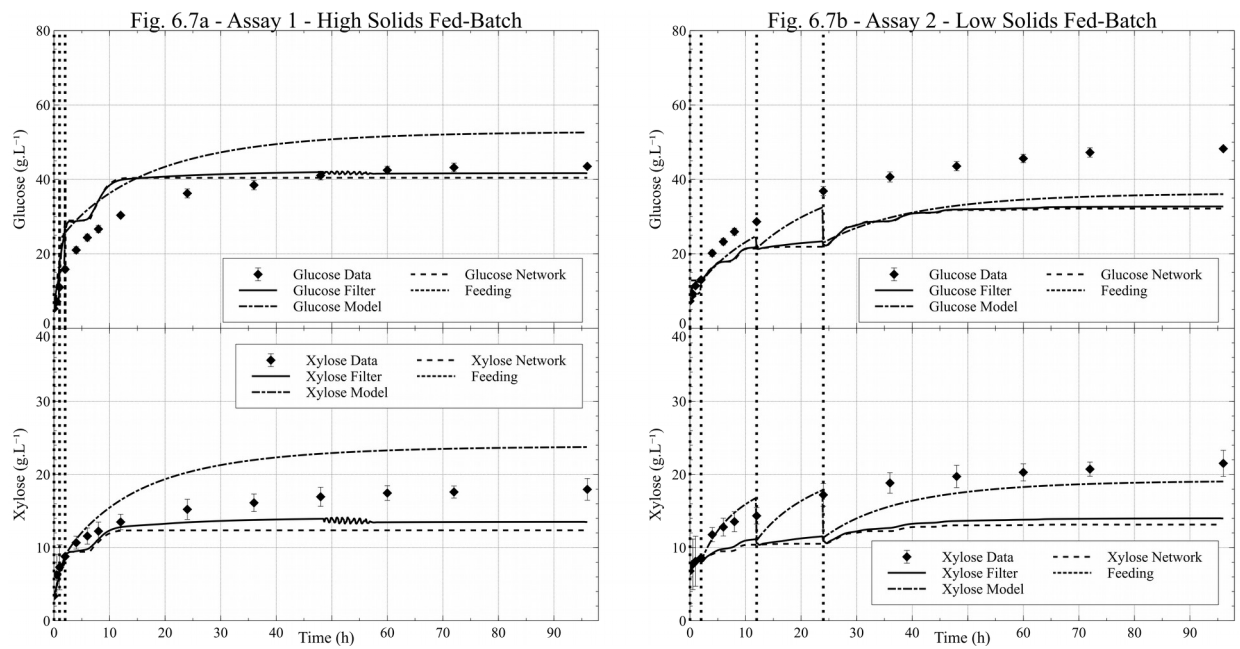 Fig. 6.7a - Assay 1 - High Solids Fed-Batch
80
60
40
20
0
Glucose (g.L⁻¹)
Glucose Data
Glucose Filter
Glucose Model
Glucose Network
Feeding
40
30
20
10
0
Xylose (g.L⁻¹)
Xylose Data
Xylose Filter
Xylose Model
Xylose Network
Feeding
0 10 20 30 40 50 60 70 80 90
Time (h)
Fig. 6.7b - Assay 2 - Low Solids Fed-Batch
80
60
40
20
0
Glucose (g.L⁻¹)
Glucose Data
Glucose Filter
Glucose Model
Glucose Network
Feeding
40
30
20
10
0
Xylose (g.L⁻¹)
Xylose Data
Xylose Filter
Xylose Model
Xylose Network
Feeding
0 10 20 30 40 50 60 70 80 90
Time (h)